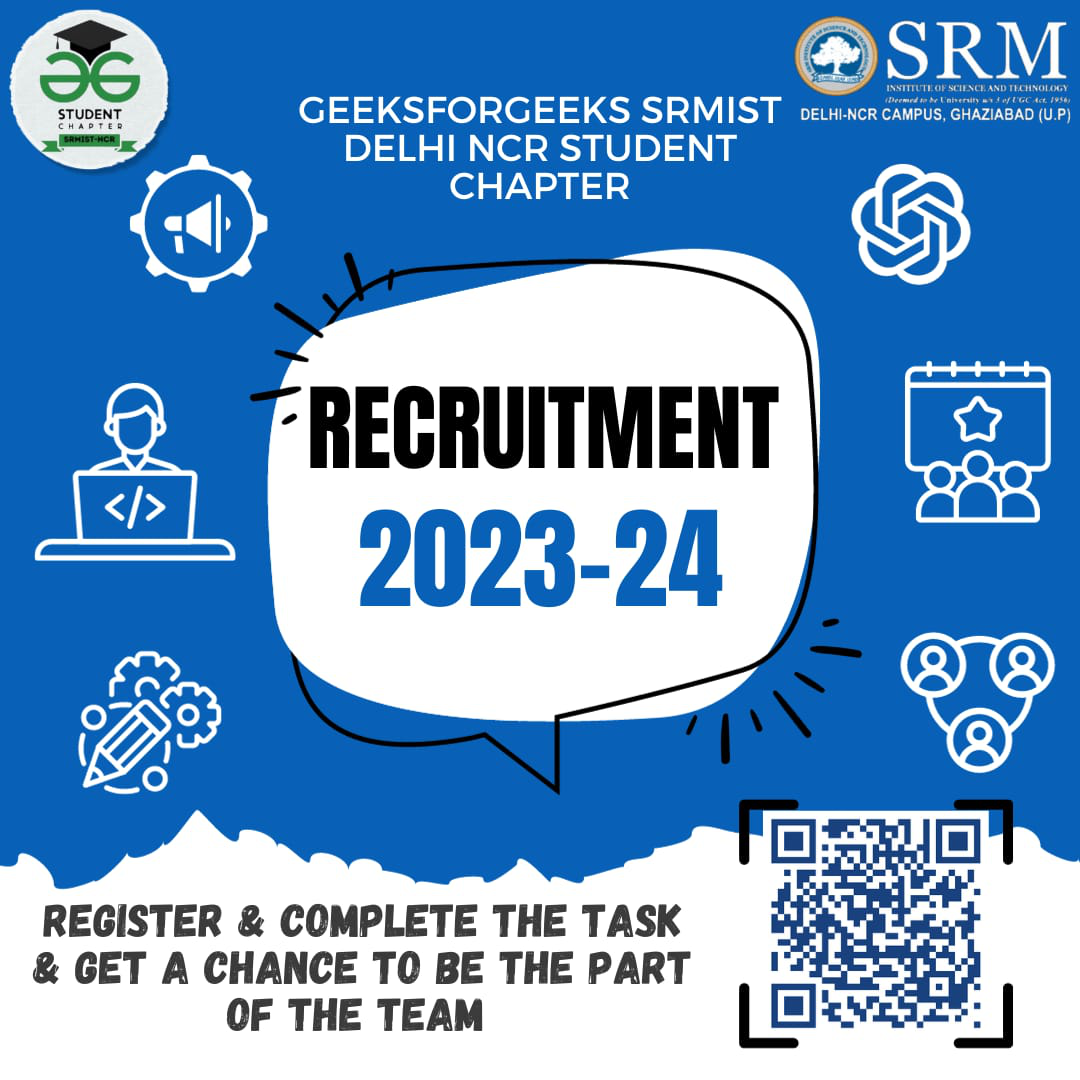 STUDENT
CHAPTER
SRMIST-NCR
SRM
INSTITUTE OF SCIENCE AND TECHNOLOGY
(Deemed to be University u/s 3 of UGC Act, 1956)
DELHI-NCR CAMPUS, GHAZIABAD (U.P)
GEEKSFORGEEKS SRMIST
DELHI NCR STUDENT
CHAPTER
</>
RECRUITMENT
2023-24
REGISTER & COMPLETE THE TASK
& GET A CHANCE TO BE THE PART
OF THE TEAM